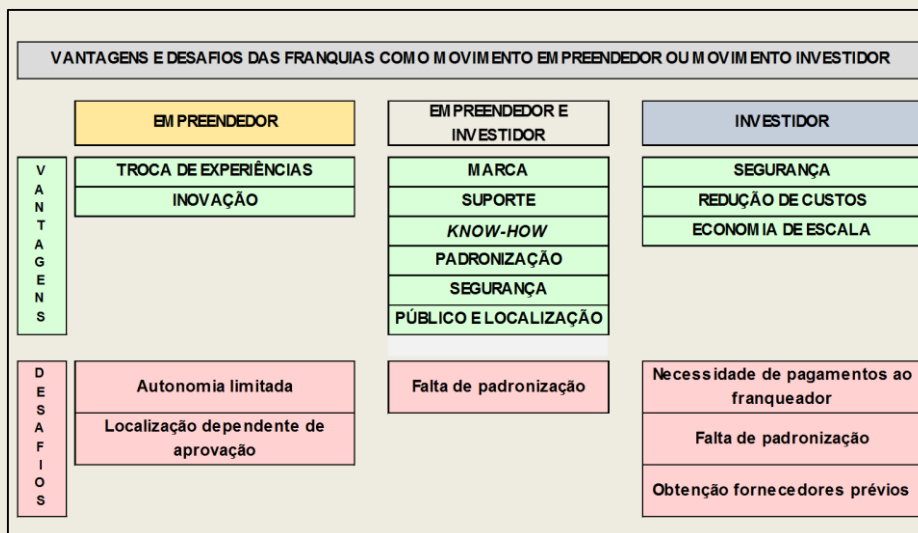 VANTAGENS E DESAFIOS DAS FRANQUIAS COMO MOVIMENTO EMPREENDEDOR OU MOVIMENTO INVESTIDOR
EMPREENDEDOR
EMPREENDEDOR E
INVESTIDOR
INVESTIDOR
VANTAGENS
TROCA DE EXPERIÊNCIAS
INOVAÇÃO
MARCA
SUPORTE
KNOW-HOW
PADRONIZAÇÃO
SEGURANÇA
PÚBLICO E LOCALIZAÇÃO
SEGURANÇA
REDUÇÃO DE CUSTOS
ECONOMIA DE ESCALA
DESAFIOS
Autonomia limitada
Localização dependente de
aprovação
Falta de padronização
Necessidade de pagamentos ao
franqueador
Falta de padronização
Obtenção fornecedores prévios